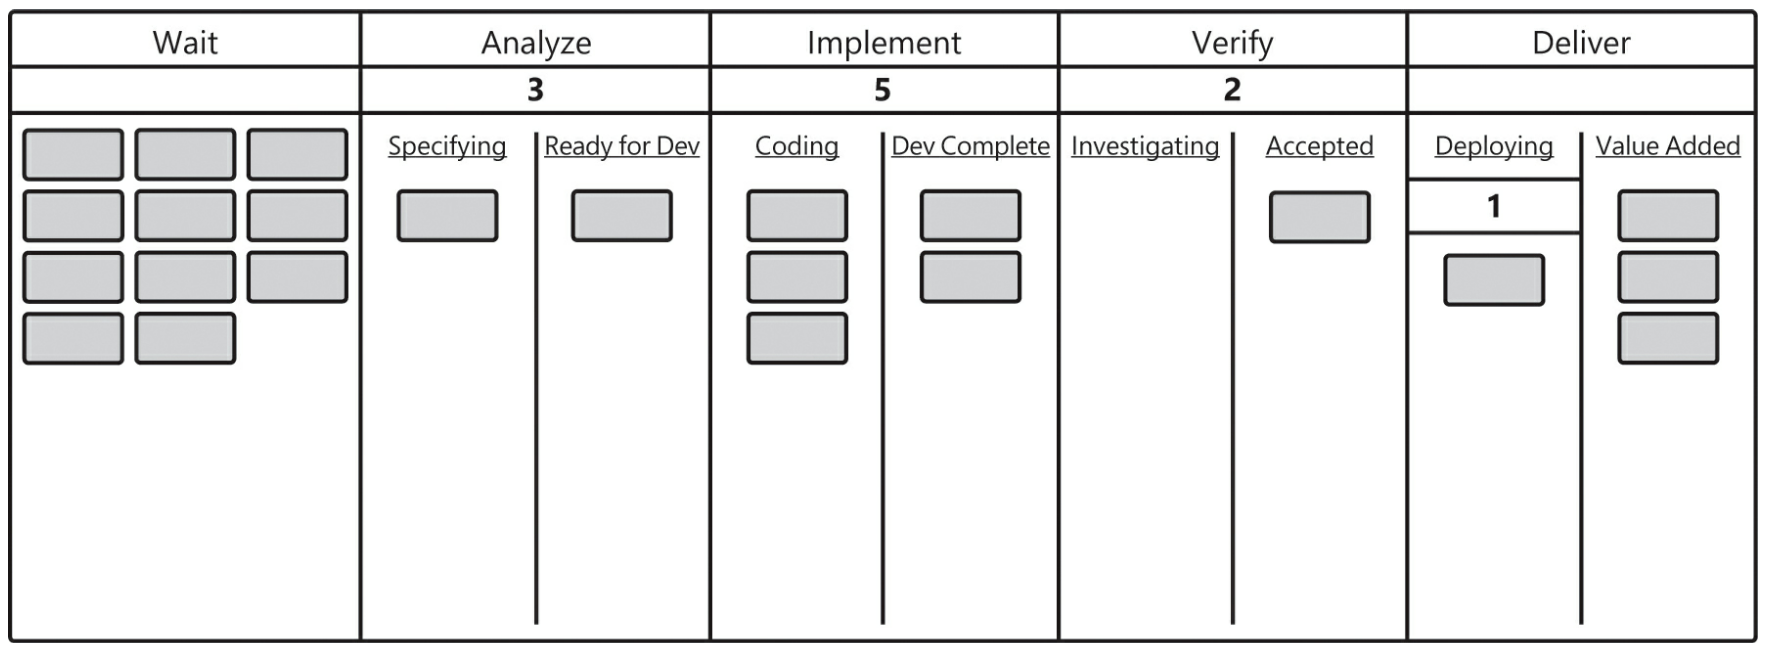 Wait
Analyze
Implement
Verify
Deliver
3
5
2
Specifying
Ready for Dev
Coding
Dev Complete
Investigating
Accepted
Deploying
Value Added
1